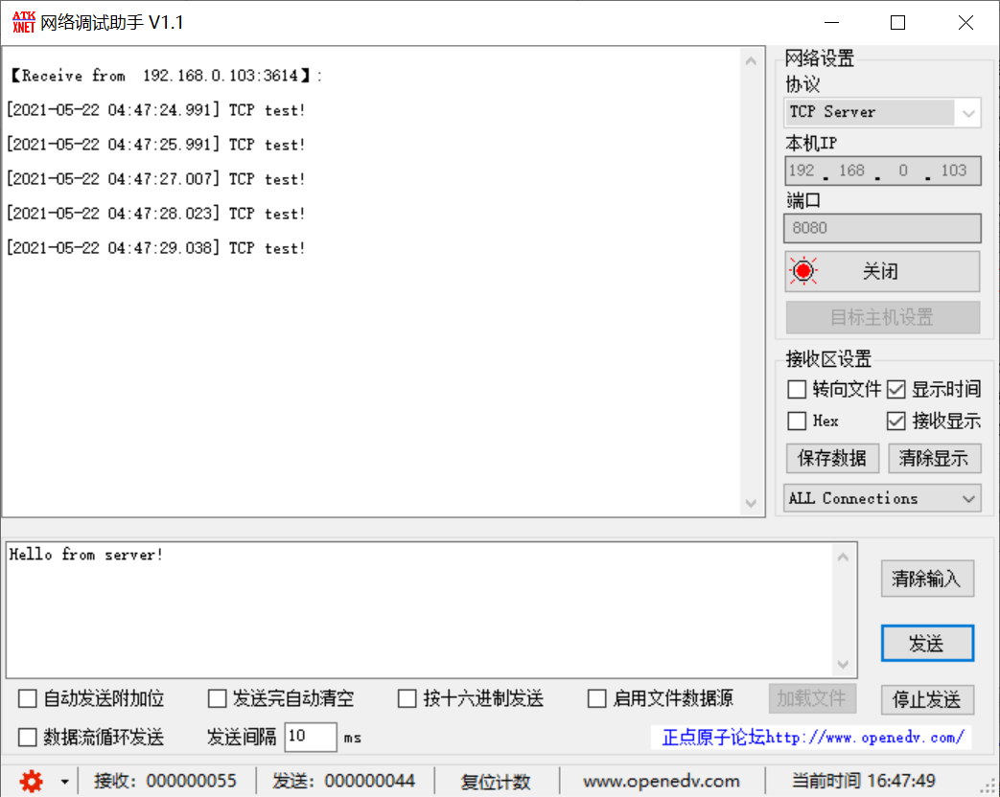 ATK XNET 网络调试助手 V1.1
【Receive from 192.168.0.103:3614】:
[2021-05-22 04:47:24.991] TCP test!
[2021-05-22 04:47:25.991] TCP test!
[2021-05-22 04:47:27.007] TCP test!
[2021-05-22 04:47:28.023] TCP test!
[2021-05-22 04:47:29.038] TCP test!
网络设置
协议
TCP Server
本机IP
192 . 168 . 0 . 103
端口
8080
关闭
目标主机设置
接收区设置
转向文件 显示时间
Hex 接收显示
保存数据 清除显示
ALL Connections
Hello from server!
清除输入
发送
自动发送附加位 发送完自动清空 按十六进制发送 启用文件数据源 加载文件 停止发送
数据流循环发送 发送间隔 10 ms 正点原子论坛http://www.openedv.com/
接收：000000055 发送：000000044 复位计数 www.openedv.com 当前时间 16:47:49